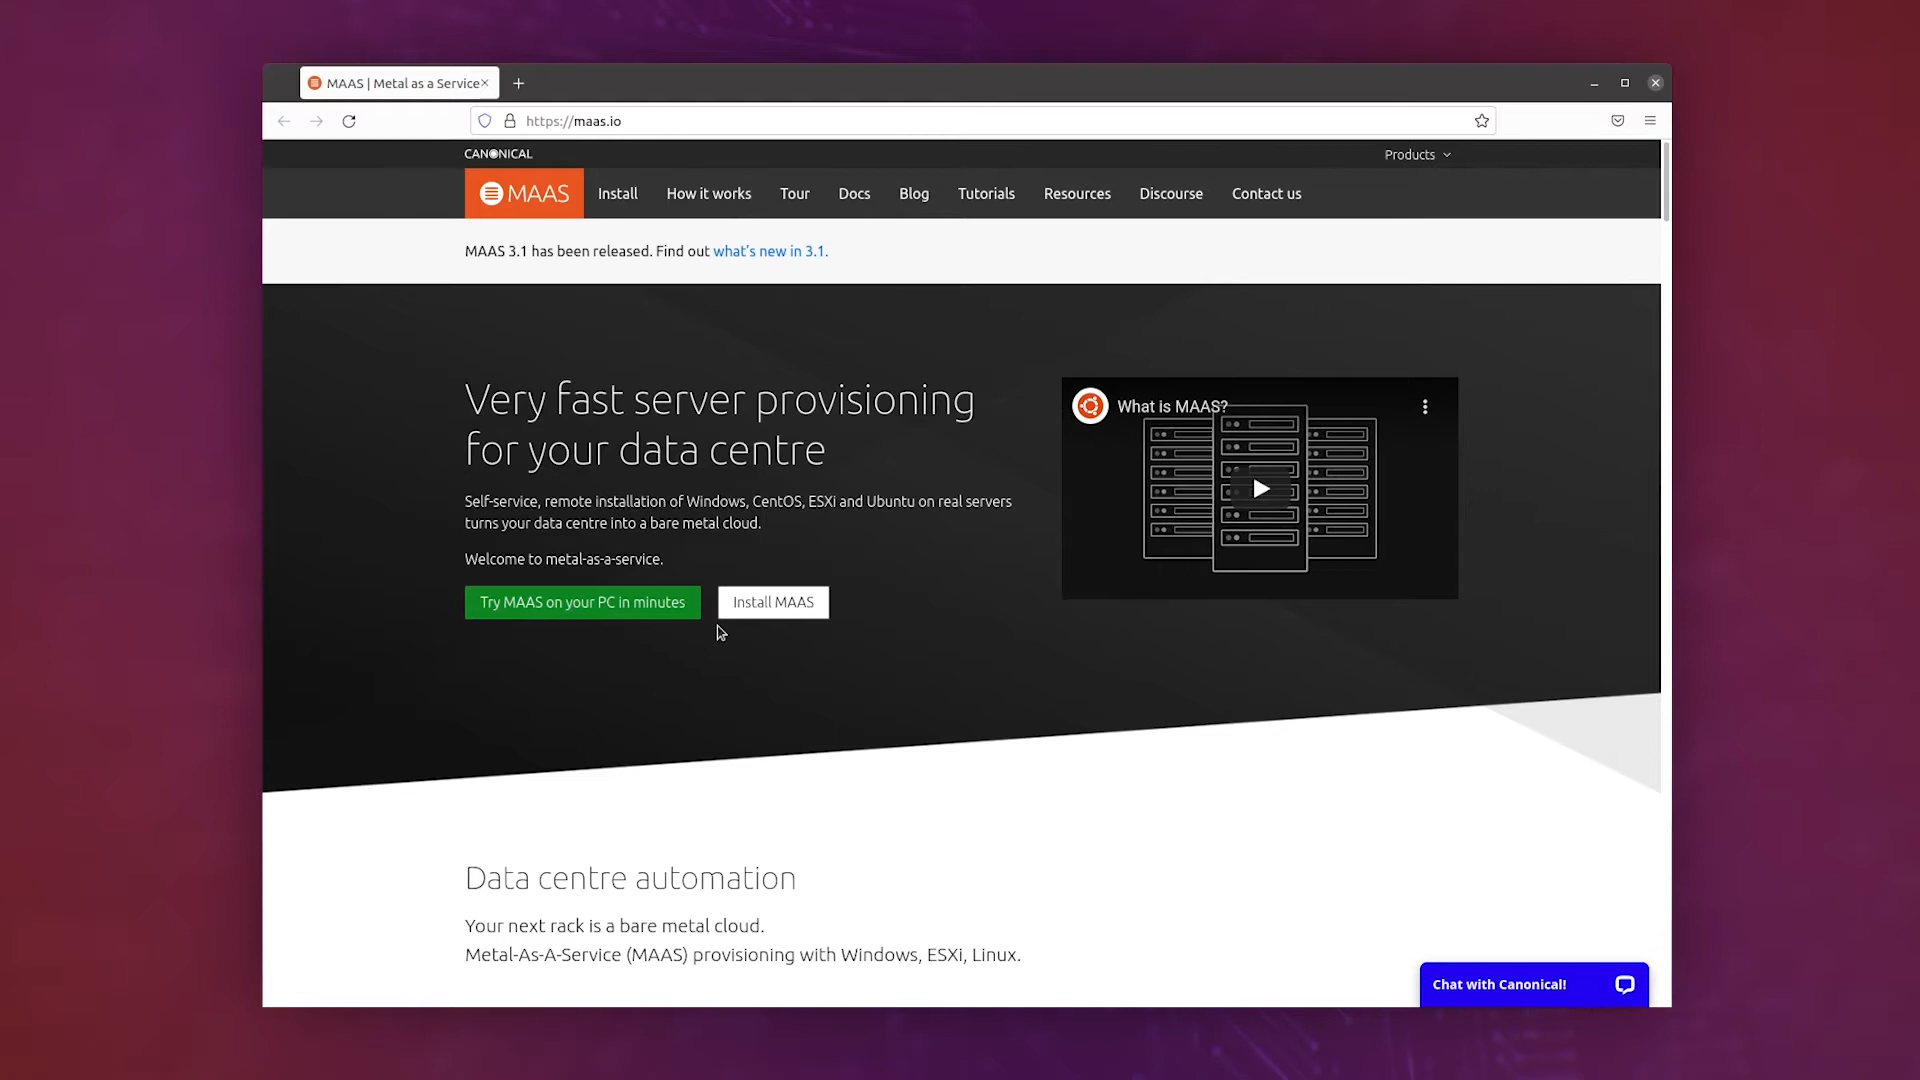 MAAS | Metal as a Service
https://maas.io
CANONICAL
Products
MAAS
Install
How it works
Tour
Docs
Blog
Tutorials
Resources
Discourse
Contact us
MAAS 3.1 has been released. Find out what's new in 3.1.
Very fast server provisioning
for your data centre
Self-service, remote installation of Windows, CentOS, ESXi and Ubuntu on real servers
turns your data centre into a bare metal cloud.
Welcome to metal-as-a-service.
Try MAAS on your PC in minutes
Install MAAS
What is MAAS?
Data centre automation
Your next rack is a bare metal cloud.
Metal-As-A-Service (MAAS) provisioning with Windows, ESXi, Linux.
Chat with Canonical!